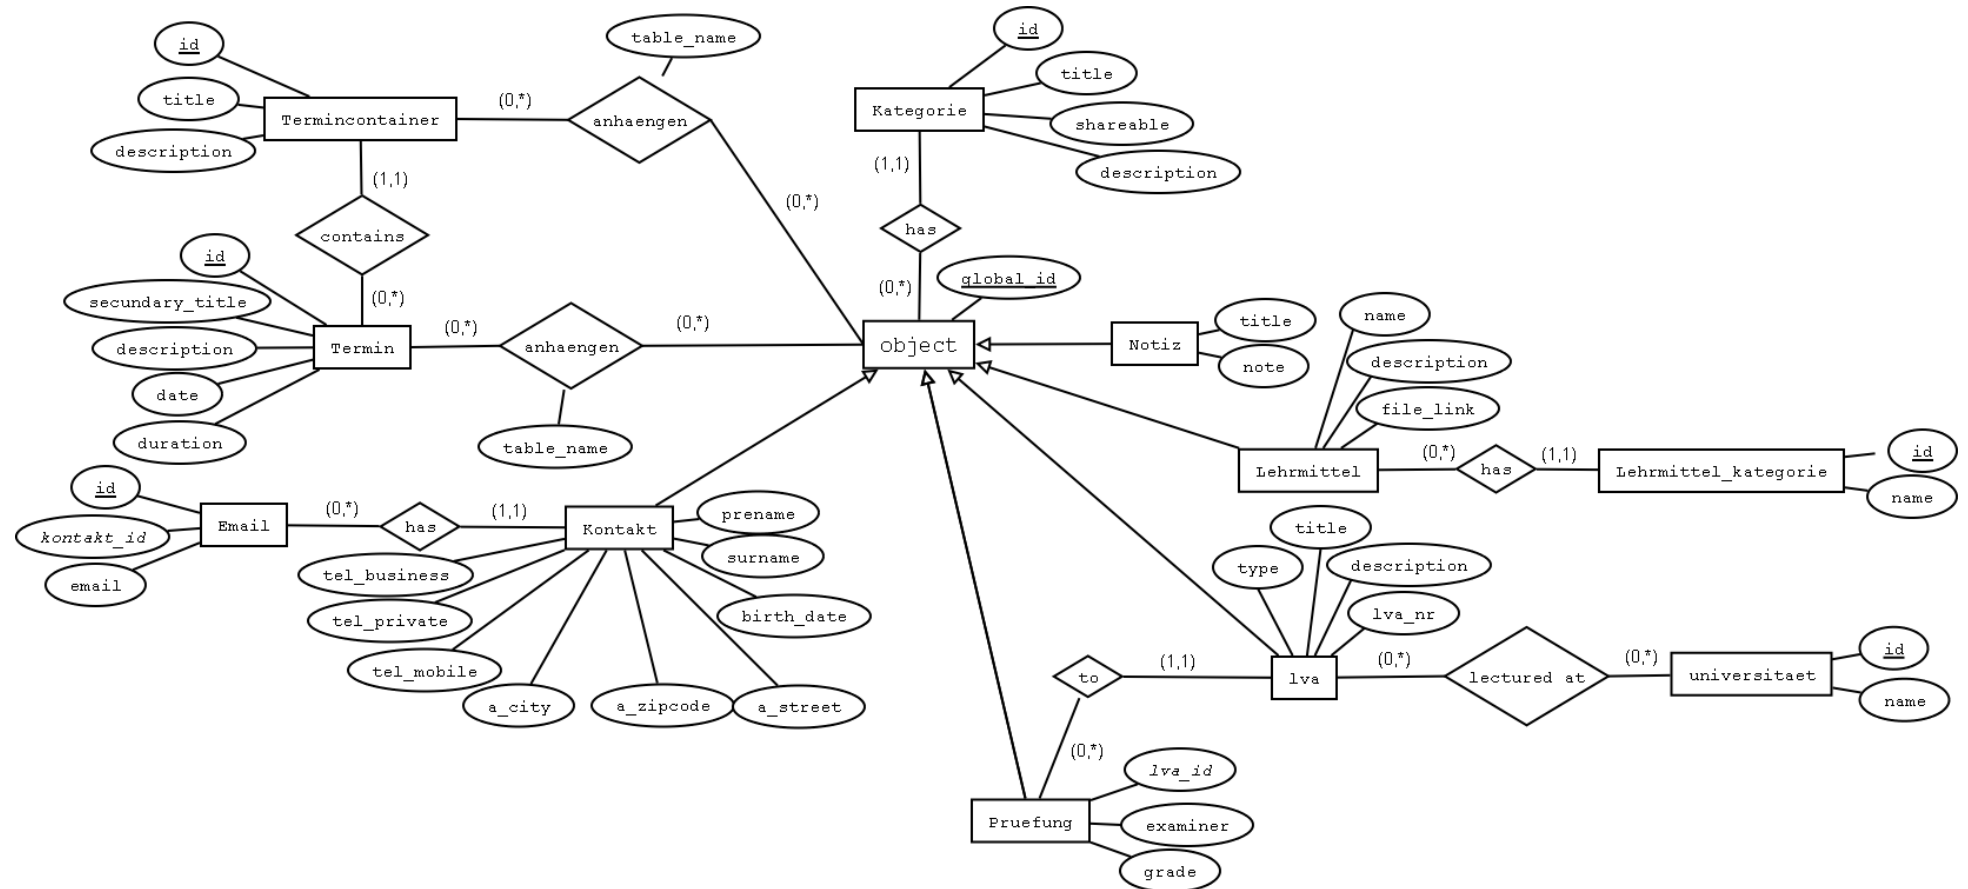 id
table_name
id
title
title
Termincontainer
(0,*)
anhaengen
Kategorie
shareable
description
(1,1)
(1,1)
description
(0,*)
contains
has
id
global_id
secundary_title
(0,*)
(0,*)
description
Termin
(0,*)
anhaengen
(0,*)
object
Notiz
title
note
name
description
file_link
date
duration
table_name
Lehrmittel
(0,*)
has
(1,1)
Lehrmittel_kategorie
id
name
id
kontakt_id
email
Email
(0,*)
has
(1,1)
Kontakt
prename
surname
birth_date
tel_business
tel_private
tel_mobile
a_city
a_zipcode
a_street
title
type
description
lva_nr
to
(1,1)
lva
(0,*)
lectured at
(0,*)
universitaet
id
name
(0,*)
lva_id
Pruefung
examiner
grade